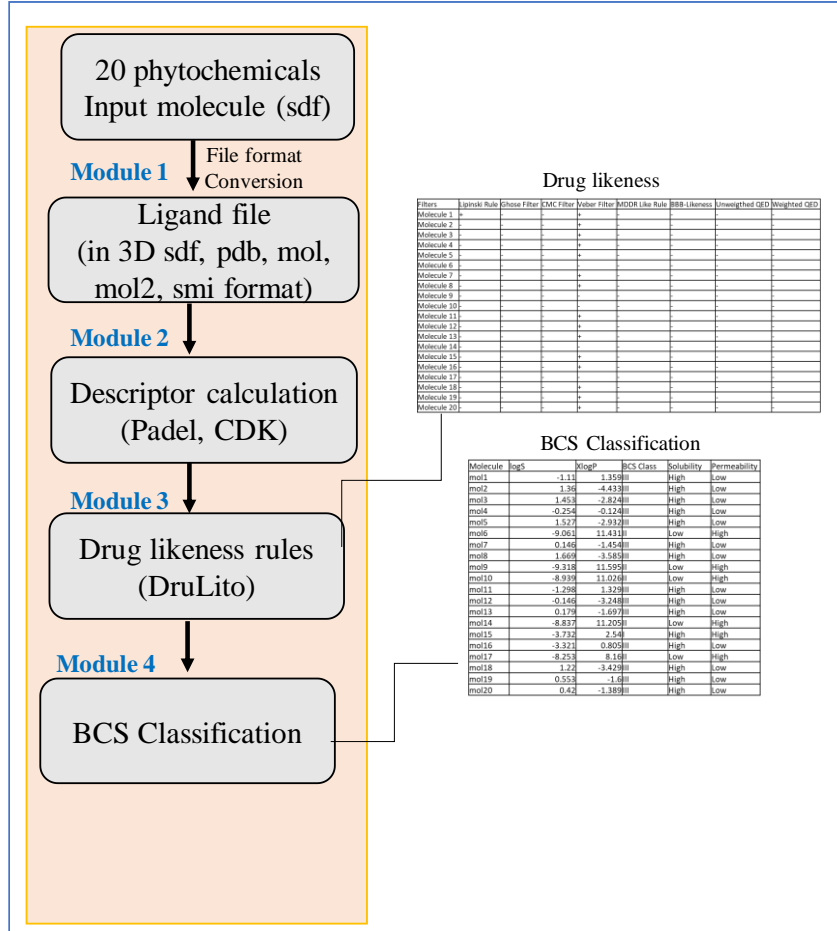 20 phytochemicals
Input molecule (sdf)
Module 1
File format
Conversion
Ligand file
(in 3D sdf, pdb, mol,
mol2, smi format)
Module 2
Descriptor calculation
(Padel, CDK)
Module 3
Drug likeness rules
(DruLito)
Module 4
BCS Classification
Drug likeness
Filters Lipinski Rule Ghose Filter CMC Filter Veber Filter MDDR Like Rule BBB-Likeness Unweigthed QED Weighted QED
Molecule 1 + - - + - - - -
Molecule 2 - - - + - - - -
Molecule 3 - - - + - - - -
Molecule 4 - - - + - - - -
Molecule 5 - - - + - - - -
Molecule 6 - - - - - - - -
Molecule 7 - - - + - - - -
Molecule 8 - - - + - - - -
Molecule 9 - - - - - - - -
Molecule 10 - - - - - - - -
Molecule 11 - - - + - - - -
Molecule 12 - - - + - - - -
Molecule 13 - - - + - - - -
Molecule 14 - - - - - - - -
Molecule 15 - - - + - - - -
Molecule 16 - - - + - - - -
Molecule 17 - - - - - - - -
Molecule 18 - - - + - - - -
Molecule 19 - - - + - - - -
Molecule 20 - - - + - - - -
BCS Classification
Molecule logS XlogP BCS Class Solubility Permeability
mol1 -1.11 1.359 III High Low
mol2 1.36 -4.433 III High Low
mol3 1.453 -2.824 III High Low
mol4 -0.254 -0.124 III High Low
mol5 1.527 -2.932 III High Low
mol6 -9.061 11.431 II Low High
mol7 0.146 -1.454 III High Low
mol8 1.669 -3.585 III High Low
mol9 -9.318 11.595 II Low High
mol10 -8.939 11.026 II Low High
mol11 -1.298 1.329 III High Low
mol12 -0.146 -3.248 III High Low
mol13 0.179 -1.697 III High Low
mol14 -8.837 11.205 II Low High
mol15 -3.732 2.54 I High High
mol16 -3.321 0.805 III High Low
mol17 -8.253 8.16 II Low High
mol18 1.22 -3.429 III High Low
mol19 0.553 -1.6 III High Low
mol20 0.42 -1.389 III High Low